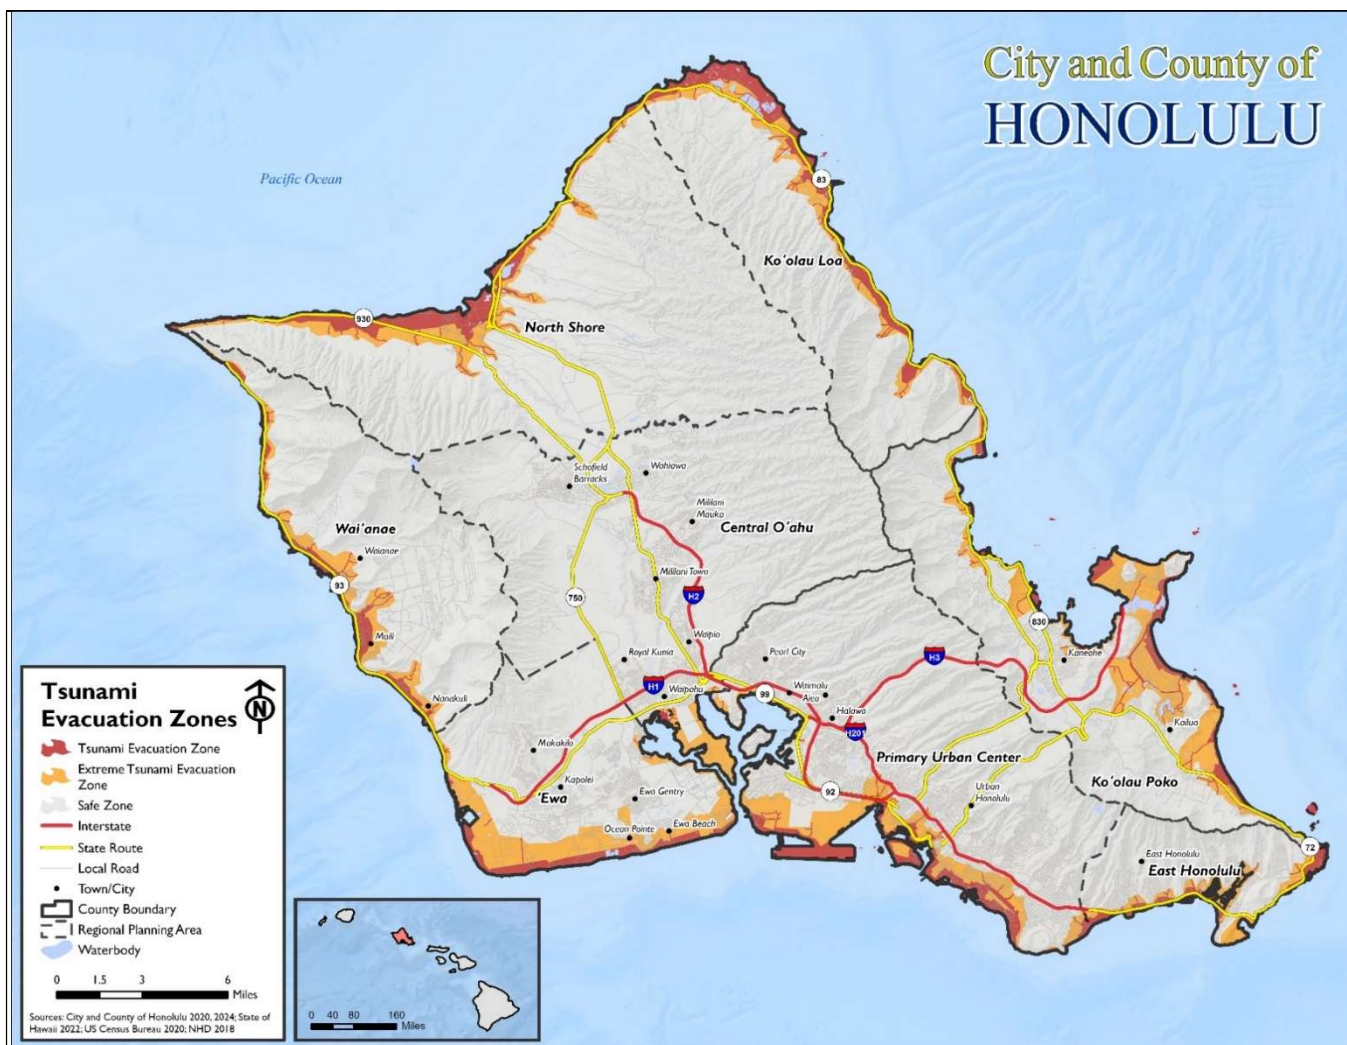 City and County of
HONOLULU
Pacific Ocean
83
Ko'olau Loa
930
North Shore
Schofield
Barracks
Wahiawa
Mililani
Mauka
Central O'ahu
Wai'anae
Waianae
93
Mililani Town
750
H2
830
Maili
Waipio
Royal Kunia
Pearl City
H3
Kaneohe
Nanakuli
H1
Waipahu
99
Waimalu
Aiea
Halawa
H201
Kailua
Makakilo
Primary Urban Center
Kapolei
'Ewa
Ewa Gentry
92
Urban
Honolulu
Ko'olau Poko
Ocean Pointe
Ewa Beach
72
East Honolulu
East Honolulu
Tsunami
Evacuation Zones
N
Tsunami Evacuation Zone
Extreme Tsunami Evacuation
Zone
Safe Zone
Interstate
State Route
Local Road
Town/City
County Boundary
Regional Planning Area
Waterbody
0 1.5 3 6
Miles
Sources: City and County of Honolulu 2020, 2024; State of
Hawaii 2022; US Census Bureau 2020; NHD 2018
0 40 80 160
Miles